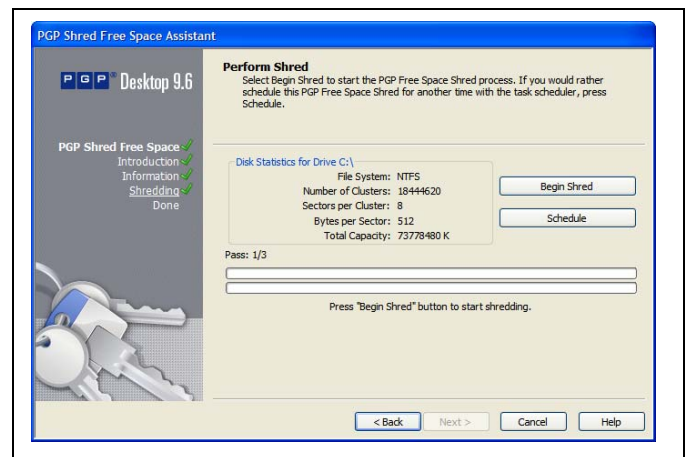 PGP Shred Free Space Assistant
PGP® Desktop 9.6
PGP Shred Free Space
Introduction
Information
Shredding
Done
Perform Shred
Select Begin Shred to start the PGP Free Space Shred process. If you would rather
schedule this PGP Free Space Shred for another time with the task scheduler, press
Schedule.
Disk Statistics for Drive C:\
File System: NTFS
Number of Clusters: 18444620
Sectors per Cluster: 8
Bytes per Sector: 512
Total Capacity: 73778480 K
Begin Shred
Schedule
Pass: 1/3
Press "Begin Shred" button to start shredding.
< Back
Next >
Cancel
Help